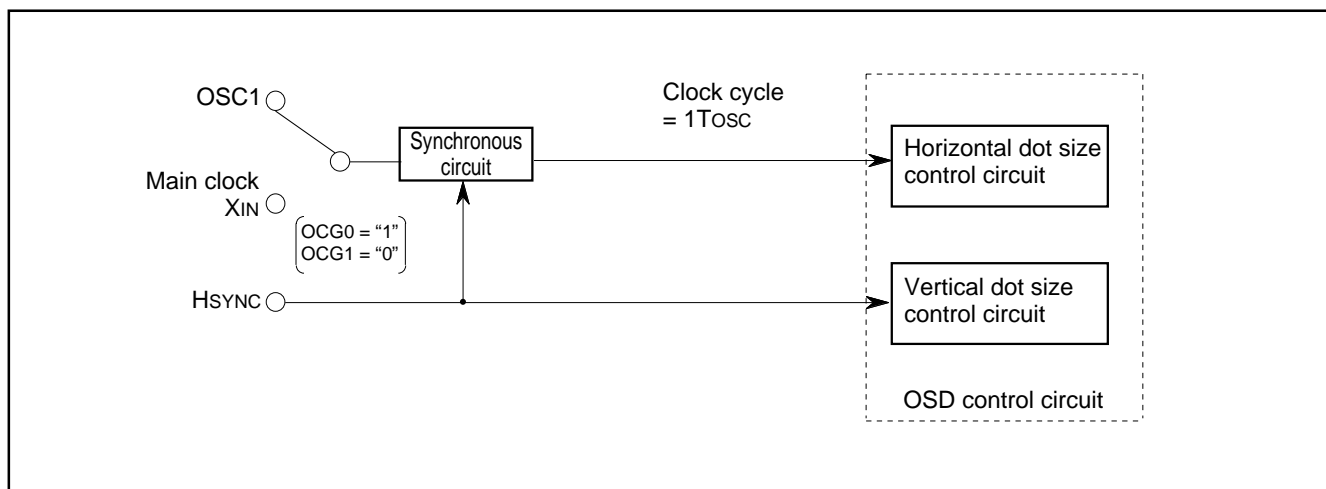 OSC1
Main clock
XIN
OCG0 = “1”
OCG1 = “0”
HSYNC
Synchronous
circuit
Clock cycle
= 1TOSC
Horizontal dot size
control circuit
Vertical dot size
control circuit
OSD control circuit